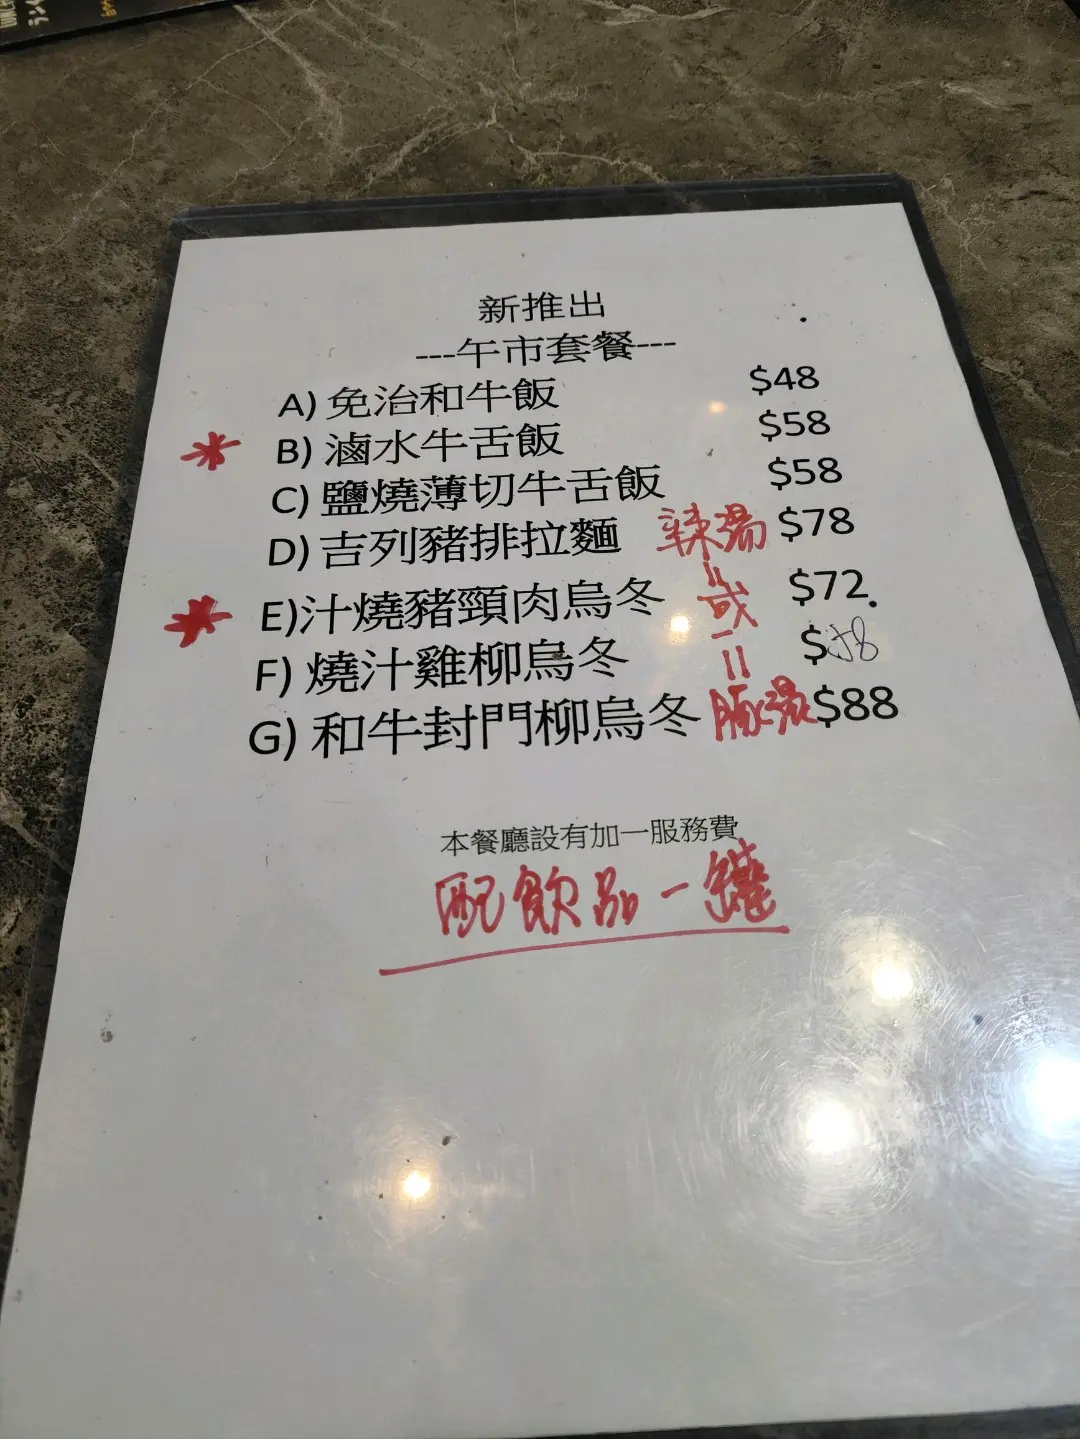 新推出
---午市套餐---
A) 免治和牛飯 $48
B) 滷水牛舌飯 $58
C) 鹽燒薄切牛舌飯 $58
D) 吉列豬排拉麵 辣湯 $78
E)汁燒豬頸肉烏冬 或 $72
F) 燒汁雞柳烏冬 $58
G) 和牛封門柳烏冬 豚湯 $88
本餐廳設有加一服務費
配飲品一罐